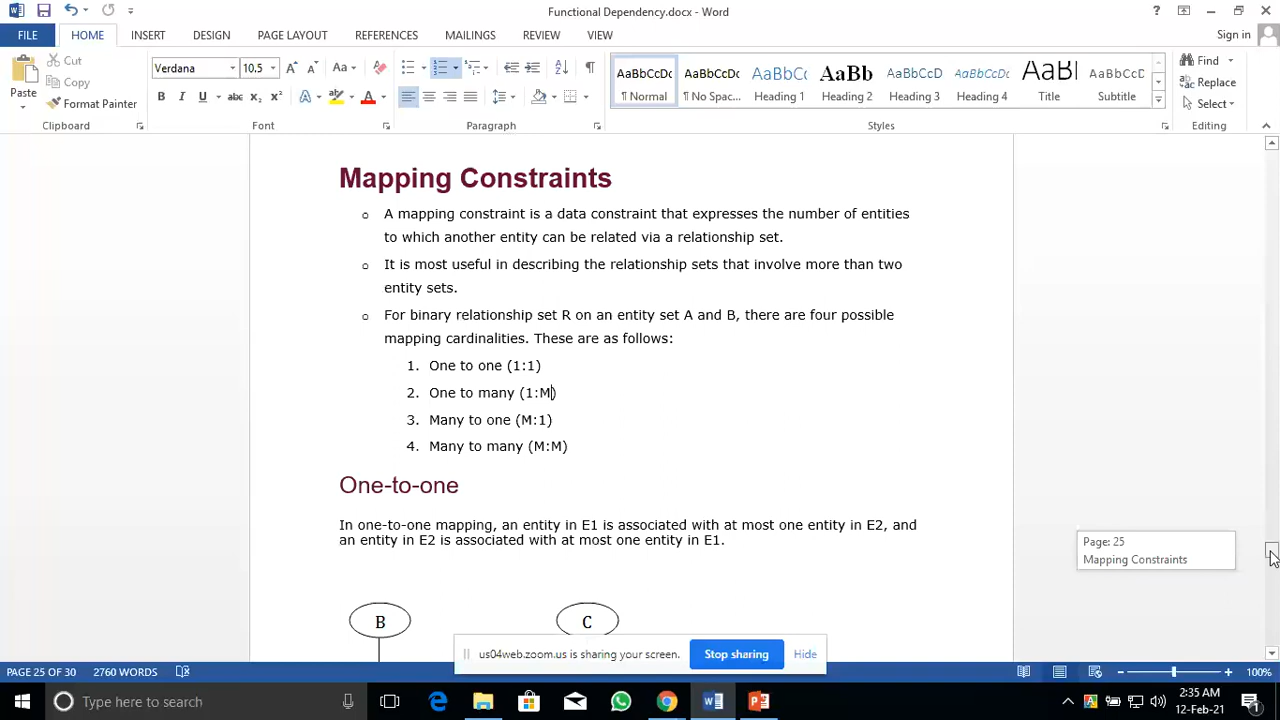 Functional Dependency.docx - Word
?
FILE HOME INSERT DESIGN PAGE LAYOUT REFERENCES MAILINGS REVIEW VIEW Sign in
Paste
Cut
Copy
Format Painter
Clipboard
Verdana 10.5 Aa
B I U abc x2 x2 A A
Font
Paragraph
AaBbCcDc AaBbCcDc AaBbCc AaBb AaBbCcD AaBbCcD AaBl AaBbCcD
¶ Normal ¶ No Spac... Heading 1 Heading 2 Heading 3 Heading 4 Title Subtitle
Styles
Find
Replace
Select
Editing
Mapping Constraints
o A mapping constraint is a data constraint that expresses the number of entities
to which another entity can be related via a relationship set.
o It is most useful in describing the relationship sets that involve more than two
entity sets.
o For binary relationship set R on an entity set A and B, there are four possible
mapping cardinalities. These are as follows:
1. One to one (1:1)
2. One to many (1:M)
3. Many to one (M:1)
4. Many to many (M:M)
One-to-one
In one-to-one mapping, an entity in E1 is associated with at most one entity in E2, and
an entity in E2 is associated with at most one entity in E1.
B C
Page: 25
Mapping Constraints
us04web.zoom.us is sharing your screen. Stop sharing Hide
PAGE 25 OF 30 2760 WORDS 100%
Type here to search
2:35 AM
12-Feb-21
1